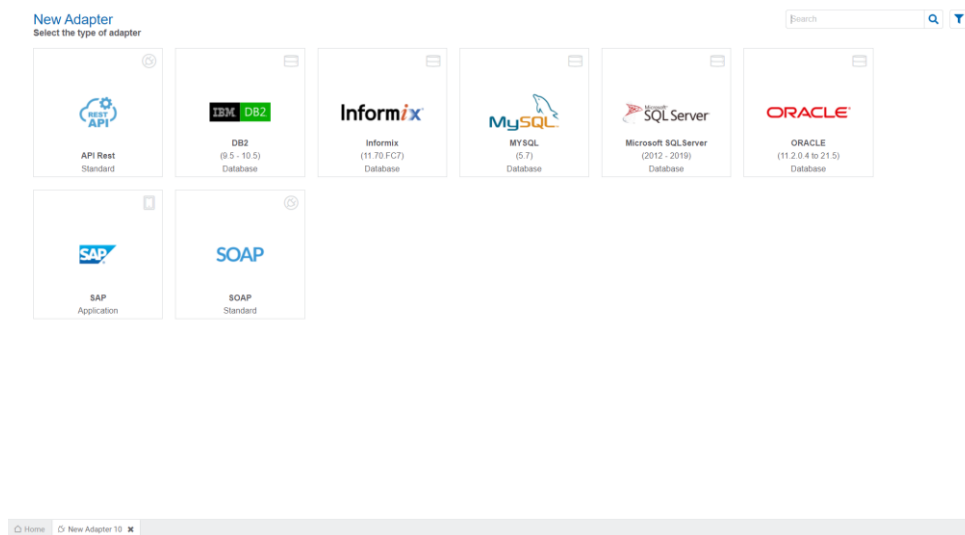 New Adapter
Select the type of adapter
Search
REST
API
API Rest
Standard
IBM DB2
DB2
(9.5 - 10.5)
Database
Informix
Informix
(11.70.FC7)
Database
MySQL
MYSQL
(5.7)
Database
Microsoft
SQL Server
Microsoft SQLServer
(2012 - 2019)
Database
ORACLE
ORACLE
(11.2.0.4 to 21.5)
Database
SAP
SAP
Application
SOAP
SOAP
Standard
Home
New Adapter 10